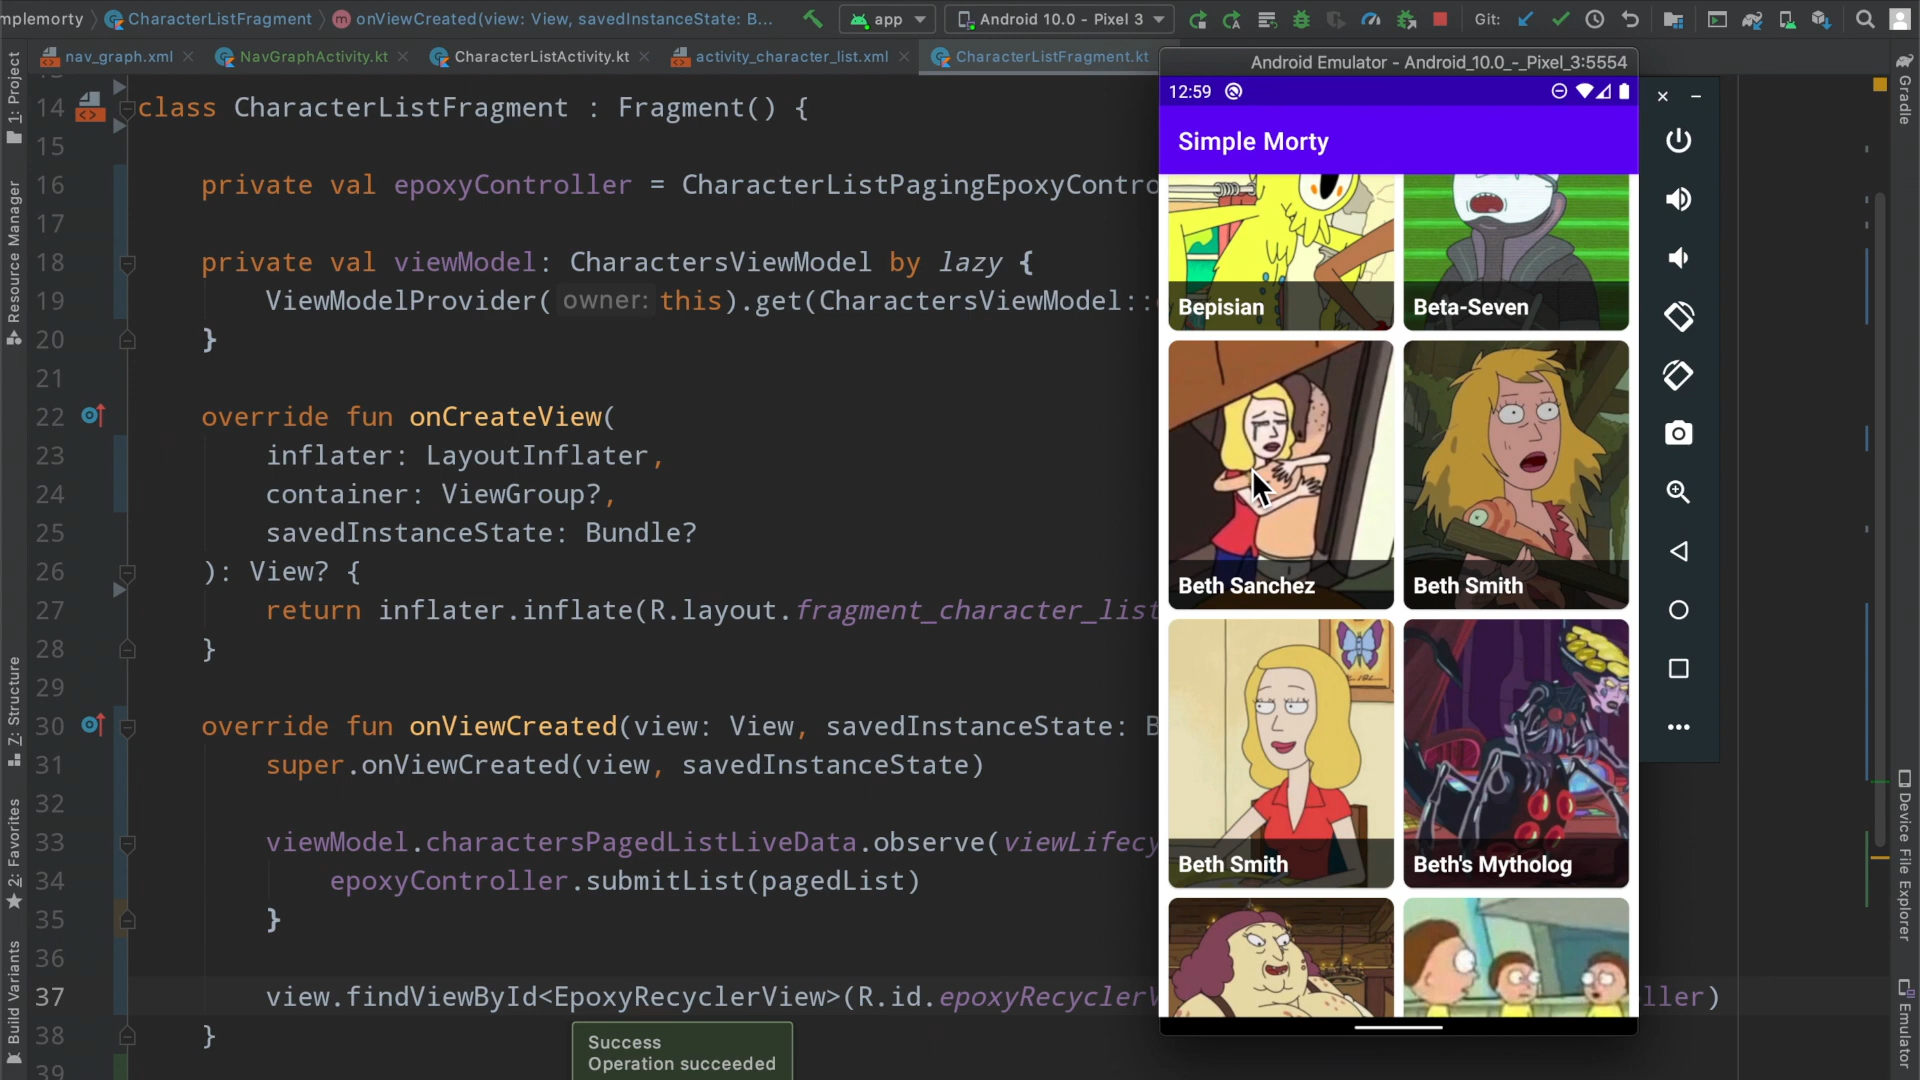 mplemorty
CharacterListFragment
onViewCreated(view: View, savedInstanceState: B...
app
Android 10.0 - Pixel 3
Git:
nav_graph.xml
NavGraphActivity.kt
CharacterListActivity.kt
activity_character_list.xml
CharacterListFragment.kt
14 class CharacterListFragment : Fragment() {
15
16 private val epoxyController = CharacterListPagingEpoxyContro
17
18 private val viewModel: CharactersViewModel by lazy {
19 ViewModelProvider( owner: this).get(CharactersViewModel::
20 }
21
22 override fun onCreateView(
23 inflater: LayoutInflater,
24 container: ViewGroup?,
25 savedInstanceState: Bundle?
26 ): View? {
27 return inflater.inflate(R.layout.fragment_character_list
28 }
29
30 override fun onViewCreated(view: View, savedInstanceState: B
31 super.onViewCreated(view, savedInstanceState)
32
33 viewModel.charactersPagedListLiveData.observe(viewLifecy
34 epoxyController.submitList(pagedList)
35 }
36
37 view.findViewById<EpoxyRecyclerView>(R.id.epoxyRecyclerV
ller)
38 }
39
Success
Operation succeeded
1: Project
Resource Manager
Z: Structure
2: Favorites
Build Variants
Android Emulator - Android_10.0_-_Pixel_3:5554
12:59
Simple Morty
Bepisian
Beta-Seven
Beth Sanchez
Beth Smith
Beth Smith
Beth's Mytholog
Gradle
Device File Explorer
Emulator